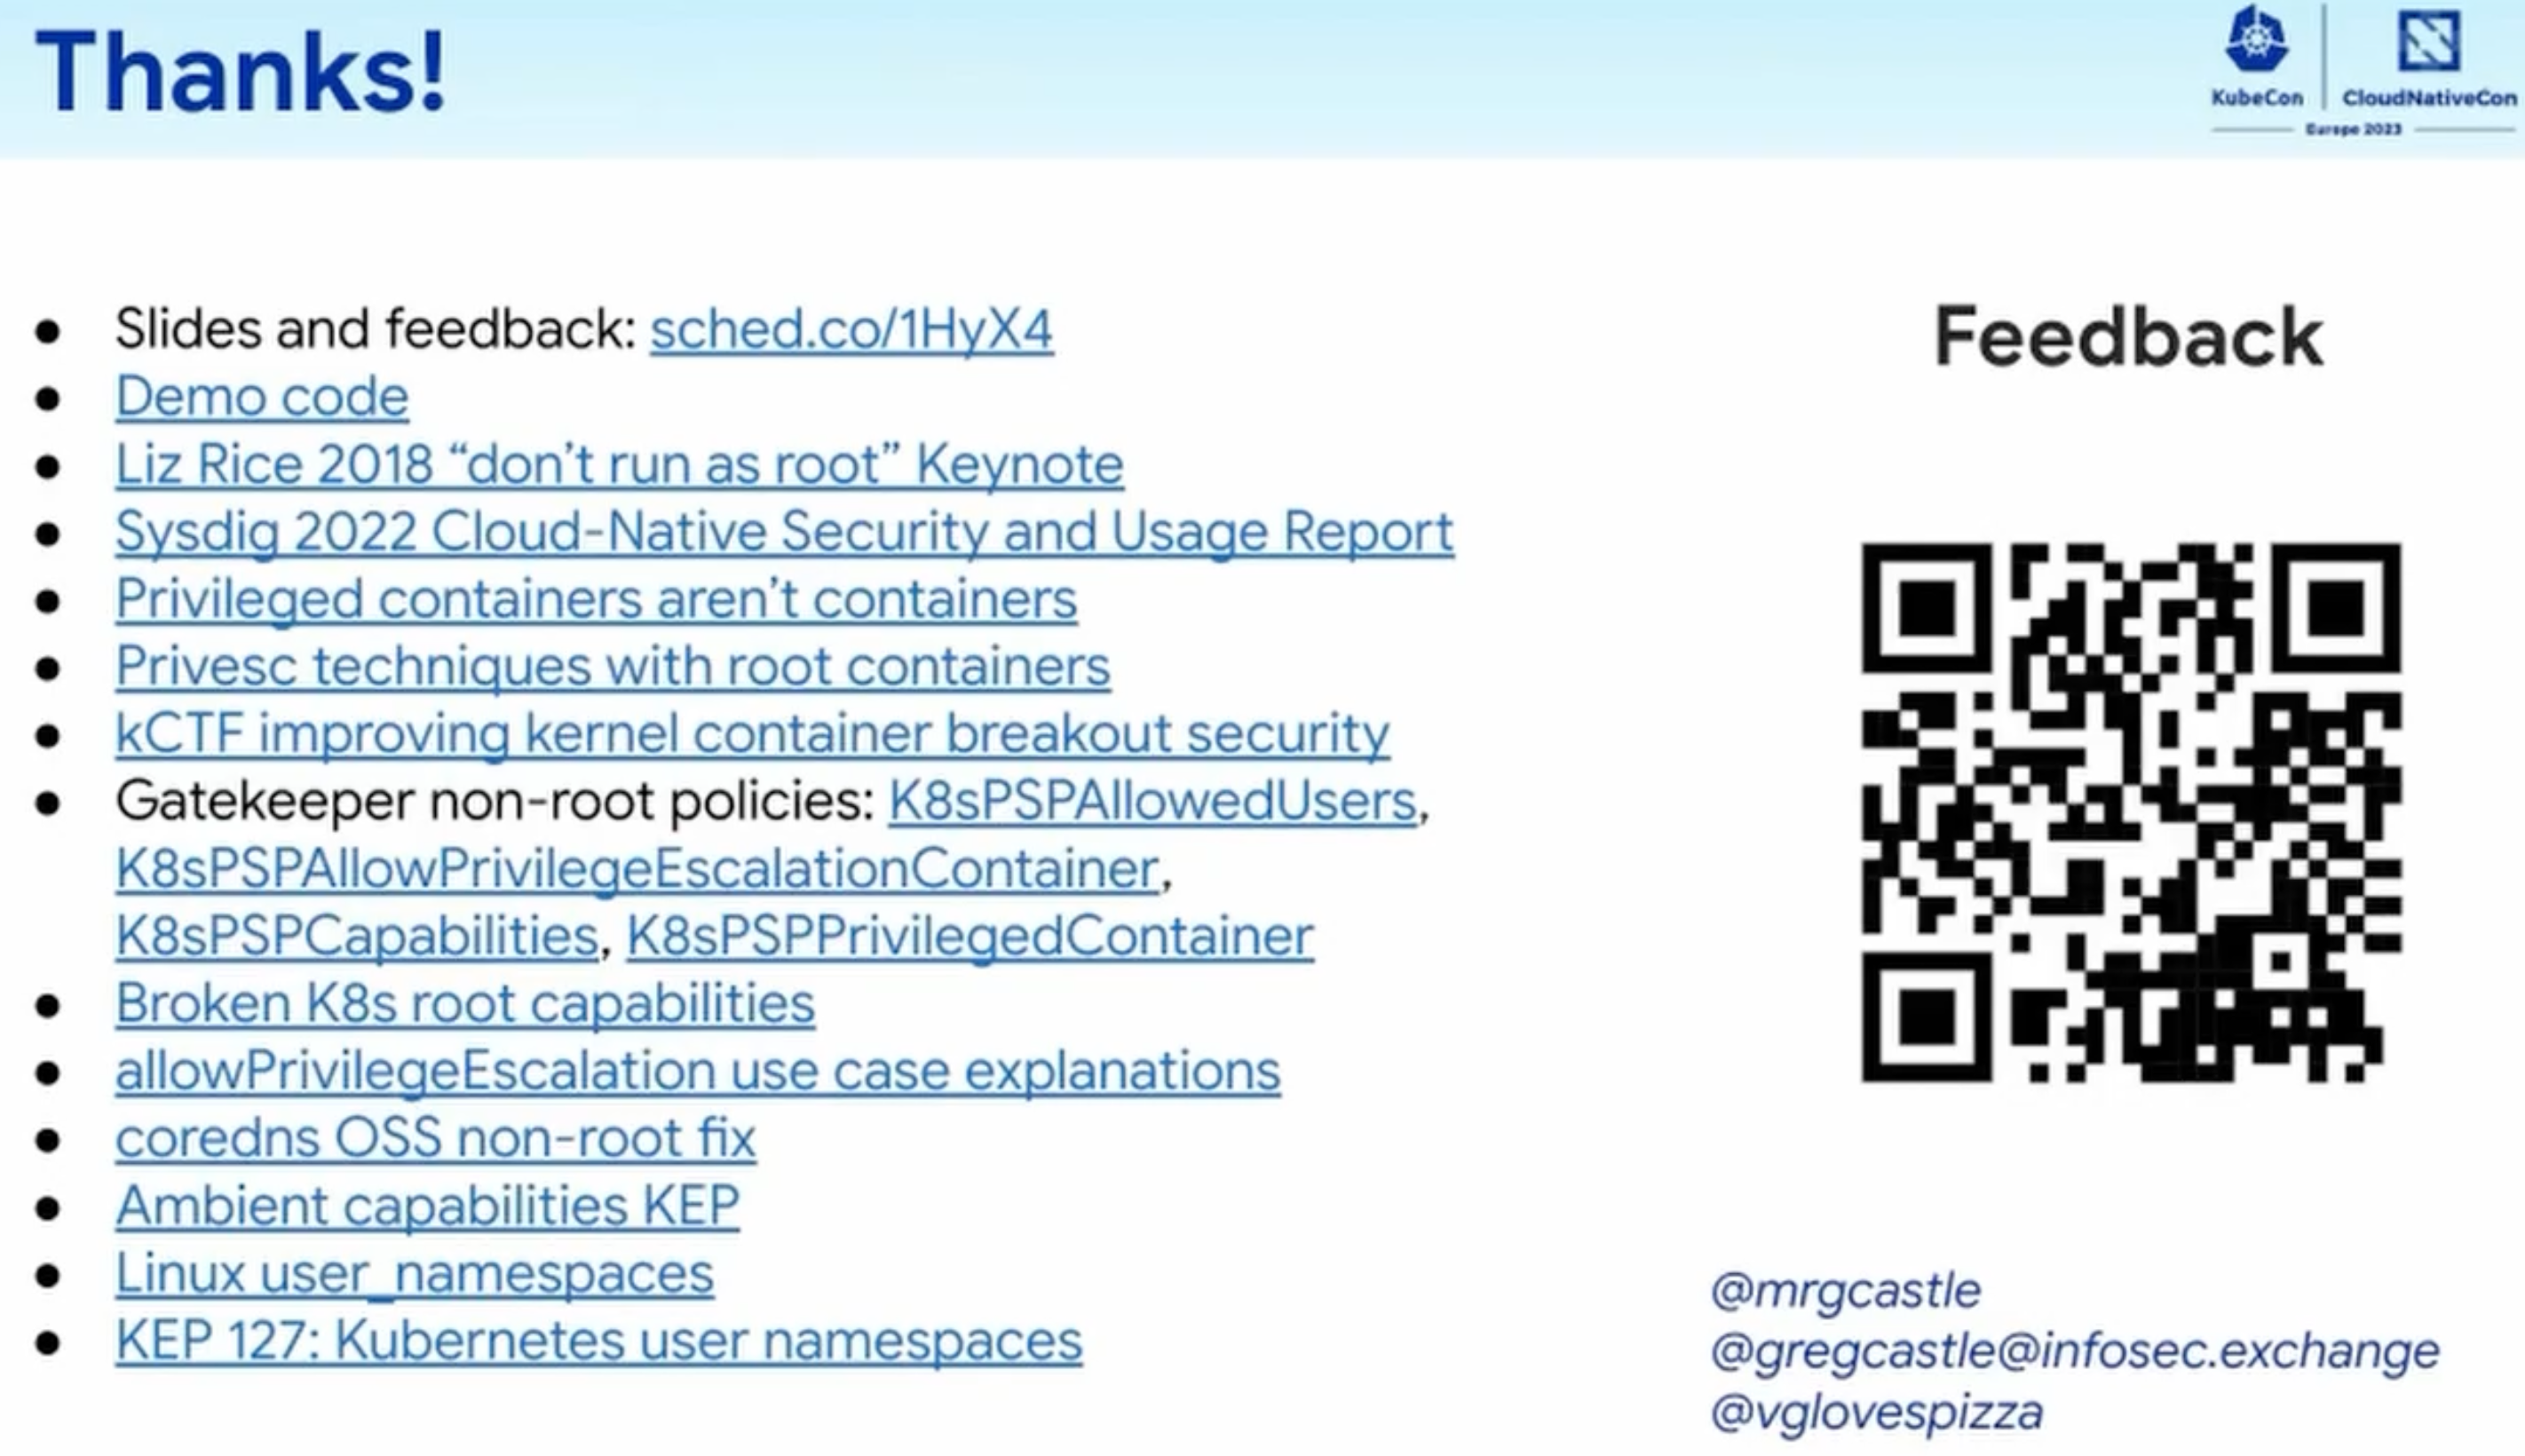 Thanks!
KubeCon
CloudNativeCon
Europe 2023
Slides and feedback: sched.co/1HyX4
Demo code
Liz Rice 2018 “don’t run as root” Keynote
Sysdig 2022 Cloud-Native Security and Usage Report
Privileged containers aren’t containers
Privesc techniques with root containers
kCTF improving kernel container breakout security
Gatekeeper non-root policies: K8sPSPAllowedUsers,
K8sPSPAllowPrivilegeEscalationContainer,
K8sPSPCapabilities, K8sPSPPrivilegedContainer
Broken K8s root capabilities
allowPrivilegeEscalation use case explanations
coredns OSS non-root fix
Ambient capabilities KEP
Linux user_namespaces
KEP 127: Kubernetes user namespaces
Feedback
@mrgcastle
@gregcastle@infosec.exchange
@vglovespizza